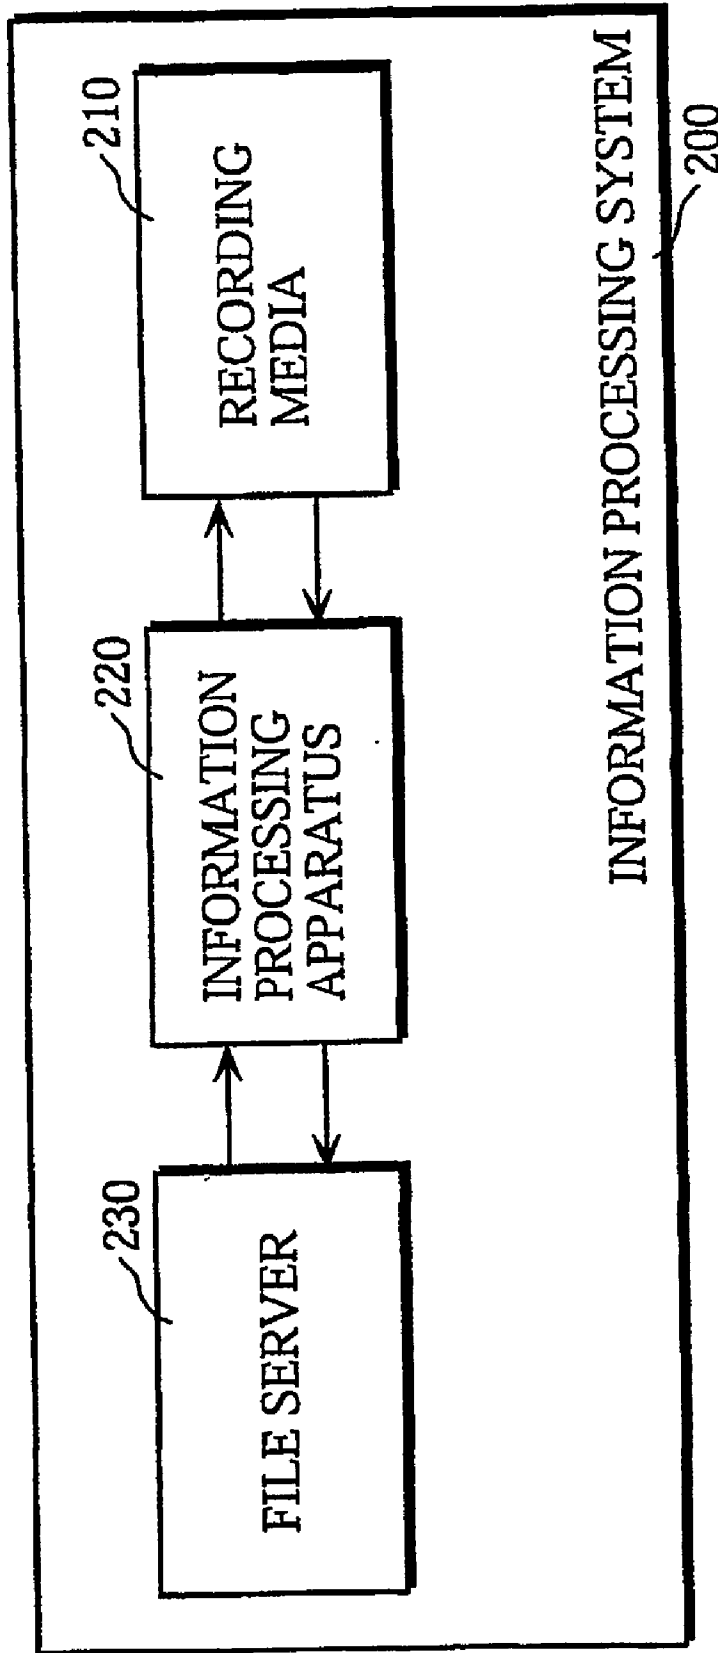 230
FILE SERVER
220
INFORMATION
PROCESSING
APPARATUS
210
RECORDING
MEDIA
INFORMATION PROCESSING SYSTEM
200